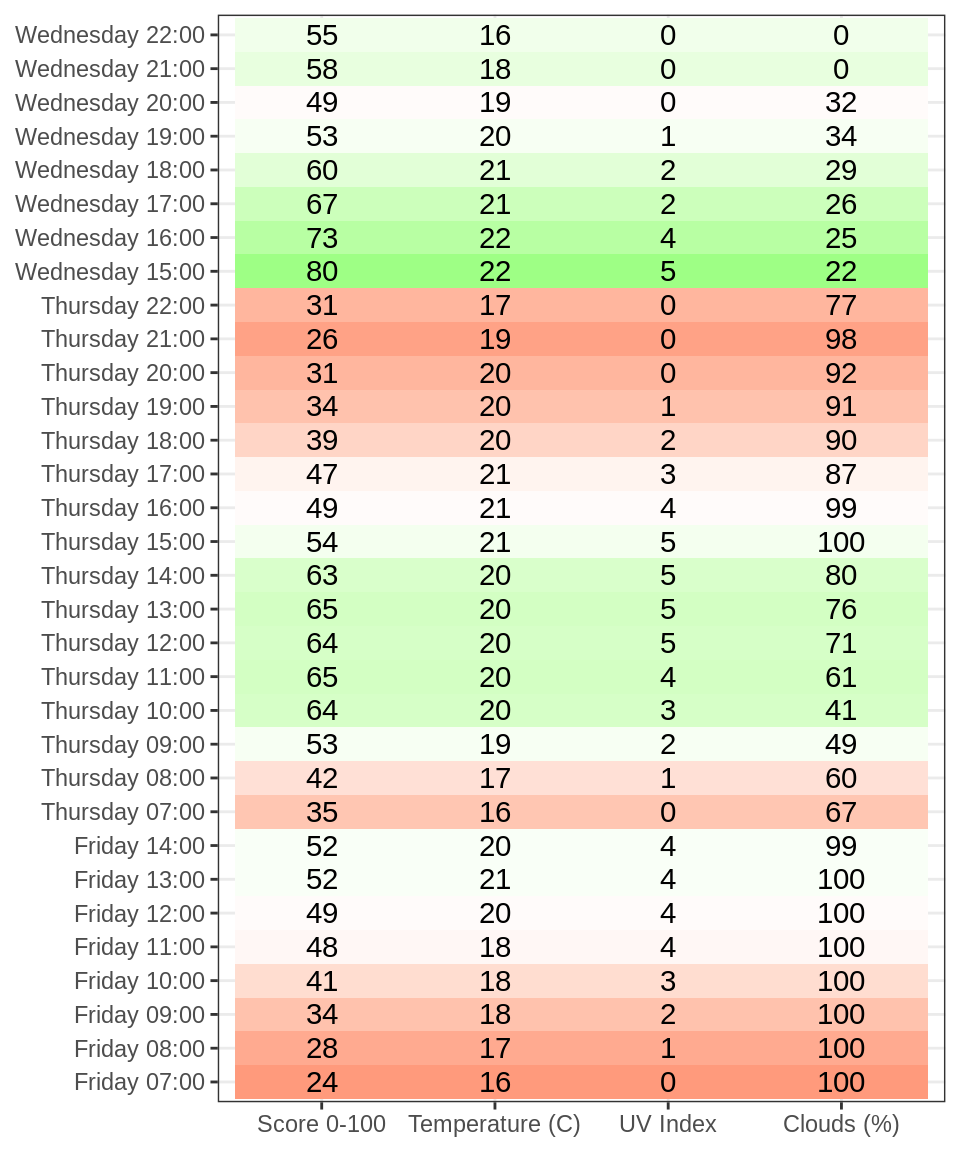 Wednesday 22:00 55 16 0 0
Wednesday 21:00 58 18 0 0
Wednesday 20:00 49 19 0 32
Wednesday 19:00 53 20 1 34
Wednesday 18:00 60 21 2 29
Wednesday 17:00 67 21 2 26
Wednesday 16:00 73 22 4 25
Wednesday 15:00 80 22 5 22
Thursday 22:00 31 17 0 77
Thursday 21:00 26 19 0 98
Thursday 20:00 31 20 0 92
Thursday 19:00 34 20 1 91
Thursday 18:00 39 20 2 90
Thursday 17:00 47 21 3 87
Thursday 16:00 49 21 4 99
Thursday 15:00 54 21 5 100
Thursday 14:00 63 20 5 80
Thursday 13:00 65 20 5 76
Thursday 12:00 64 20 5 71
Thursday 11:00 65 20 4 61
Thursday 10:00 64 20 3 41
Thursday 09:00 53 19 2 49
Thursday 08:00 42 17 1 60
Thursday 07:00 35 16 0 67
Friday 14:00 52 20 4 99
Friday 13:00 52 21 4 100
Friday 12:00 49 20 4 100
Friday 11:00 48 18 4 100
Friday 10:00 41 18 3 100
Friday 09:00 34 18 2 100
Friday 08:00 28 17 1 100
Friday 07:00 24 16 0 100
Score 0-100 Temperature (C) UV Index Clouds (%)